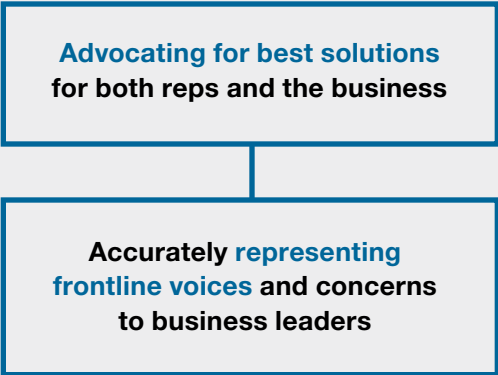 Advocating for best solutions
for both reps and the business
Accurately representing
frontline voices and concerns
to business leaders